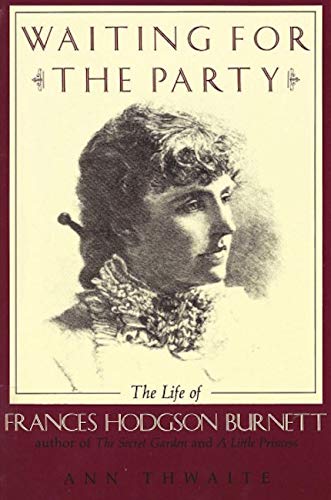 WAITING FOR
THE PARTY
The Life of
FRANCES HODGSON BURNETT
author of The Secret Garden and A Little Princess
ANN THWAITE